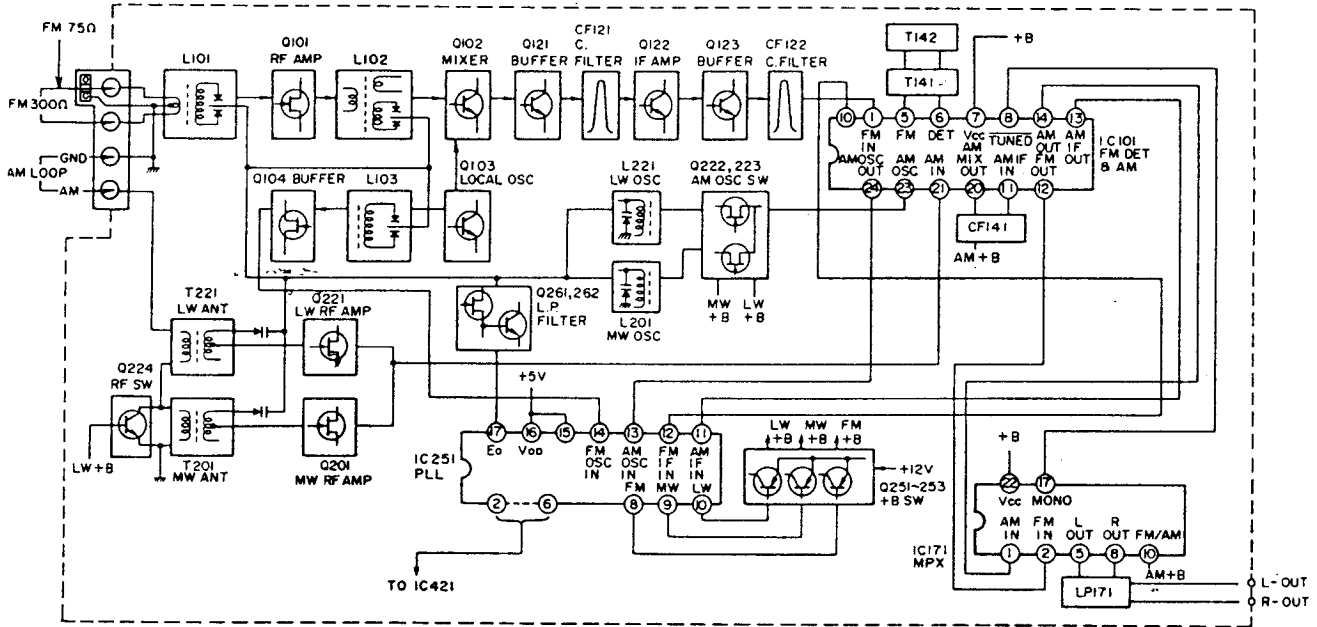 FM 75Ω
FM 300Ω
GND
AM LOOP
AM
L101
Q101
RF AMP
L102
Q102
MIXER
Q121
BUFFER
CF121
C.
FILTER
Q122
IF AMP
Q123
BUFFER
CF122
C. FILTER
T142
T141
+B
10 1 5 6 7 8 14 13
FM IN
FM
DET
Vcc
TUNED
AM OUT
AM IF OUT
AM OSC OUT
AM OSC
AM IN
AM MIX OUT
AM IF IN
FM OUT
24 23 21 20 11 12
IC101
FM DET
& AM
CF141
AM+B
Q104 BUFFER
L103
Q103
LOCAL OSC
L221
LW OSC
Q222, 223
AM OSC SW
L201
MW OSC
MW
+B
LW
+B
Q261, 262
L.P.
FILTER
T221
LW ANT
Q221
LW RF AMP
Q224
RF SW
LW+B
T201
MW ANT
Q201
MW RF AMP
+5V
IC251
PLL
17 16 15 14 13 12 11
EO
VDD
FM OSC IN
AM OSC IN
FM IF IN
AM IF IN
FM
MW
LW
2 6 8 9 10
TO IC421
LW
+B
MW
+B
FM
+B
+12V
Q251~253
+B SW
+B
22 17
Vcc MONO
AM IN
FM IN
L OUT
R OUT
FM/AM
1 2 5 8 10
IC171
MPX
LP171
AM+B
L-OUT
R-OUT